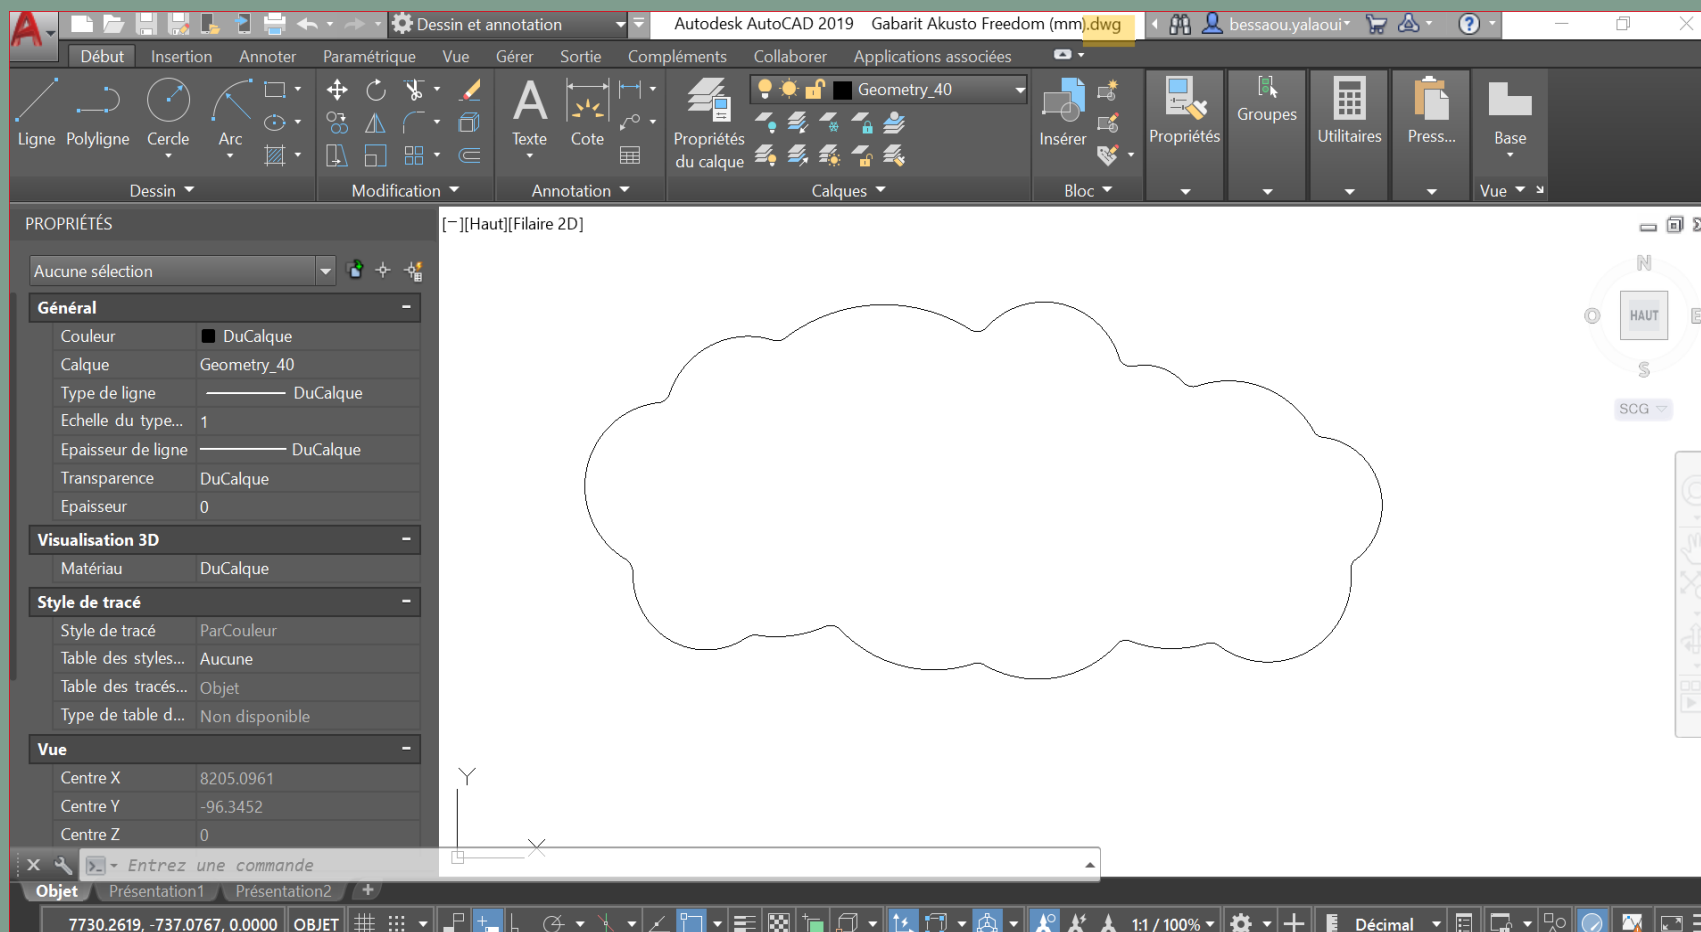 Dessin et annotation
Autodesk AutoCAD 2019 Gabarit Akusto Freedom (mm).dwg
bessaou.yalaoui
Début Insertion Annoter Paramétrique Vue Gérer Sortie Compléments Collaborer Applications associées
Geometry_40
Ligne Polyligne Cercle Arc
Texte Cote
Propriétés du calque
Insérer
Propriétés
Groupes
Utilitaires
Press...
Base
Dessin Modification Annotation Calques Bloc Vue
PROPRIÉTÉS
[−][Haut][Filaire 2D]
Aucune sélection
Général −
Couleur DuCalque
Calque Geometry_40
Type de ligne DuCalque
Echelle du type... 1
Epaisseur de ligne DuCalque
Transparence DuCalque
Epaisseur 0
Visualisation 3D −
Matériau DuCalque
Style de tracé −
Style de tracé ParCouleur
Table des styles... Aucune
Table des tracés... Objet
Type de table d... Non disponible
Vue −
Centre X 8205.0961
Centre Y -96.3452
Centre Z 0
N
O HAUT E
S
SCG
Y
X
Entrez une commande
Objet Présentation1 Présentation2 +
7730.2619, -737.0767, 0.0000 OBJET 1:1 / 100% Décimal